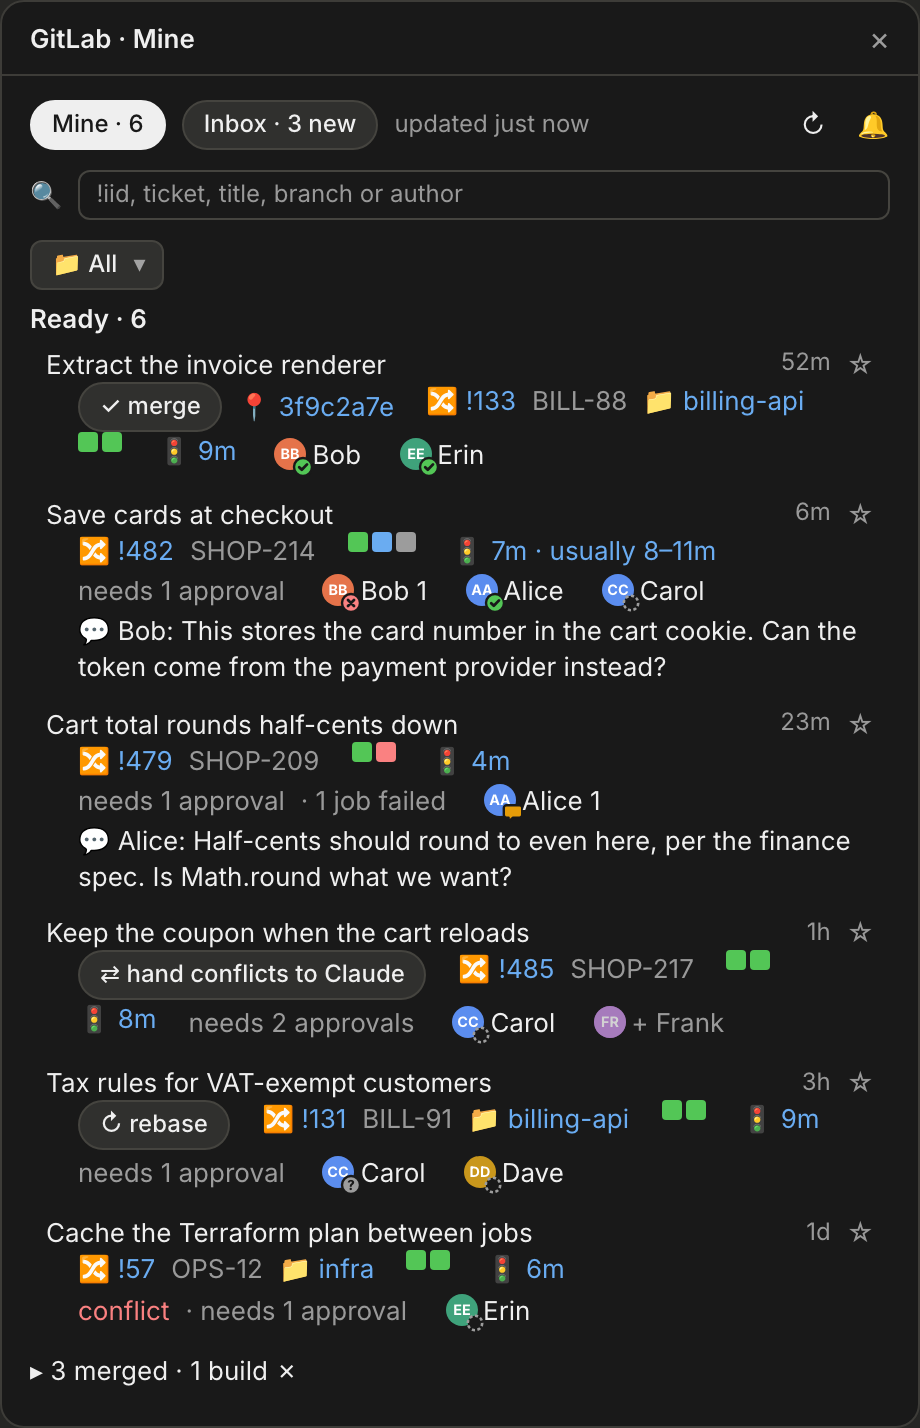 GitLab · Mine ×
Mine · 6 Inbox · 3 new updated just now
!iid, ticket, title, branch or author
All ▾
Ready · 6
Extract the invoice renderer 52m ☆
✓ merge 3f9c2a7e !133 BILL-88 billing-api
9m BB Bob EE Erin
Save cards at checkout 6m ☆
!482 SHOP-214 7m · usually 8–11m
needs 1 approval BB Bob 1 AA Alice CC Carol
Bob: This stores the card number in the cart cookie. Can the
token come from the payment provider instead?
Cart total rounds half-cents down 23m ☆
!479 SHOP-209 4m
needs 1 approval · 1 job failed AA Alice 1
Alice: Half-cents should round to even here, per the finance
spec. Is Math.round what we want?
Keep the coupon when the cart reloads 1h ☆
⇄ hand conflicts to Claude !485 SHOP-217
8m needs 2 approvals CC Carol FR + Frank
Tax rules for VAT-exempt customers 3h ☆
↻ rebase !131 BILL-91 billing-api 9m
needs 1 approval CC ? Carol DD Dave
Cache the Terraform plan between jobs 1d ☆
!57 OPS-12 infra 6m
conflict · needs 1 approval EE Erin
▸ 3 merged · 1 build ×